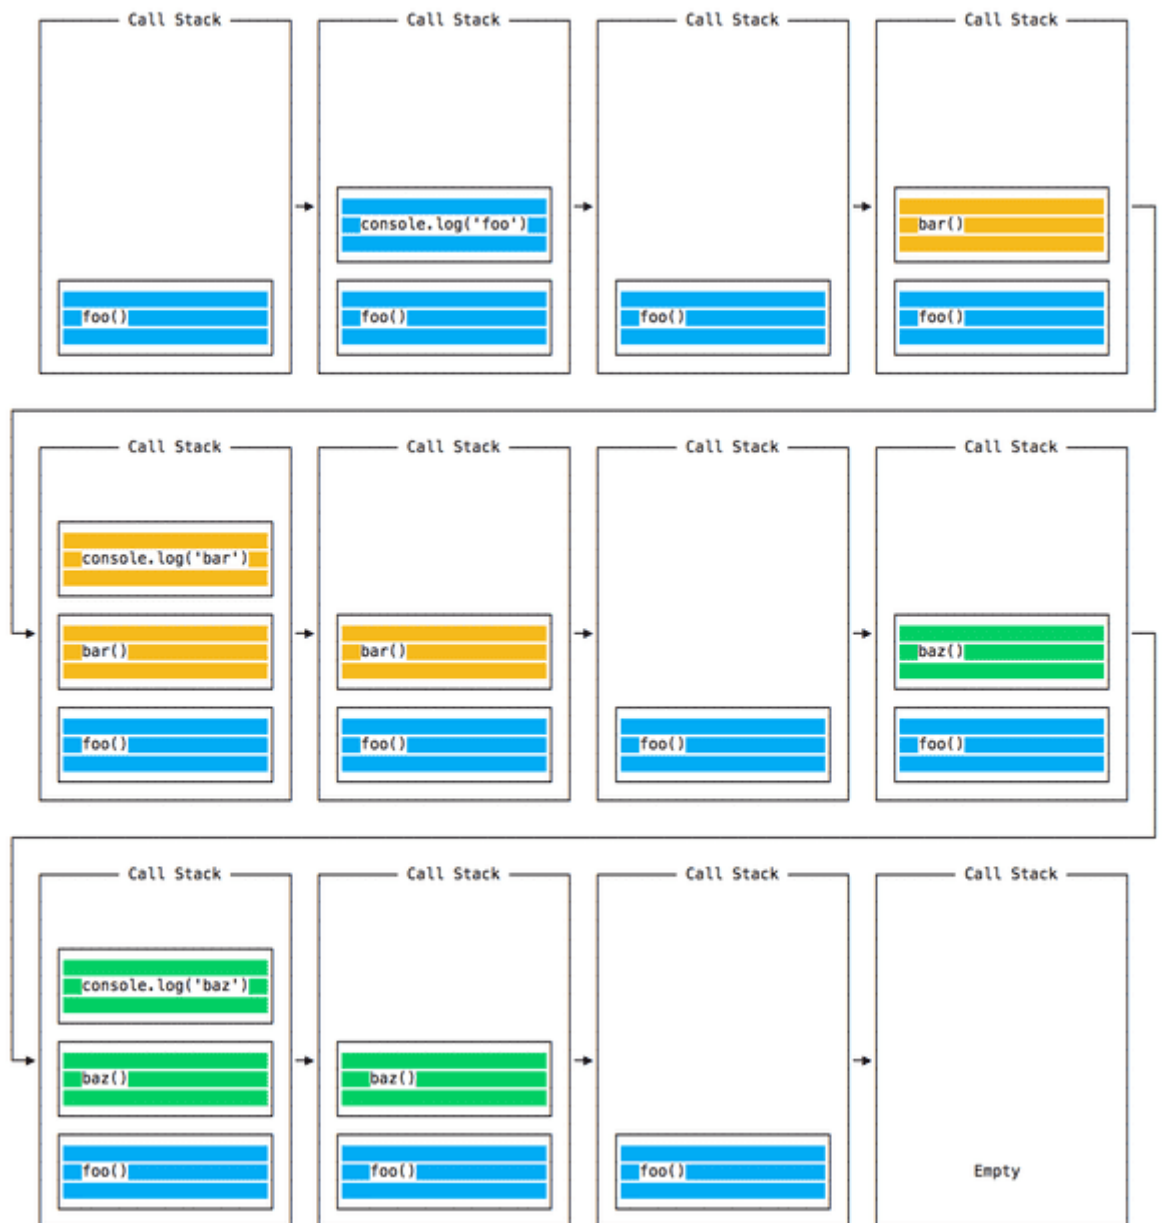 Call Stack
Call Stack
Call Stack
Call Stack
console.log('foo')
bar()
foo()
foo()
foo()
foo()
Call Stack
Call Stack
Call Stack
Call Stack
console.log('bar')
bar()
bar()
baz()
foo()
foo()
foo()
foo()
Call Stack
Call Stack
Call Stack
Call Stack
console.log('baz')
baz()
baz()
foo()
foo()
foo()
Empty